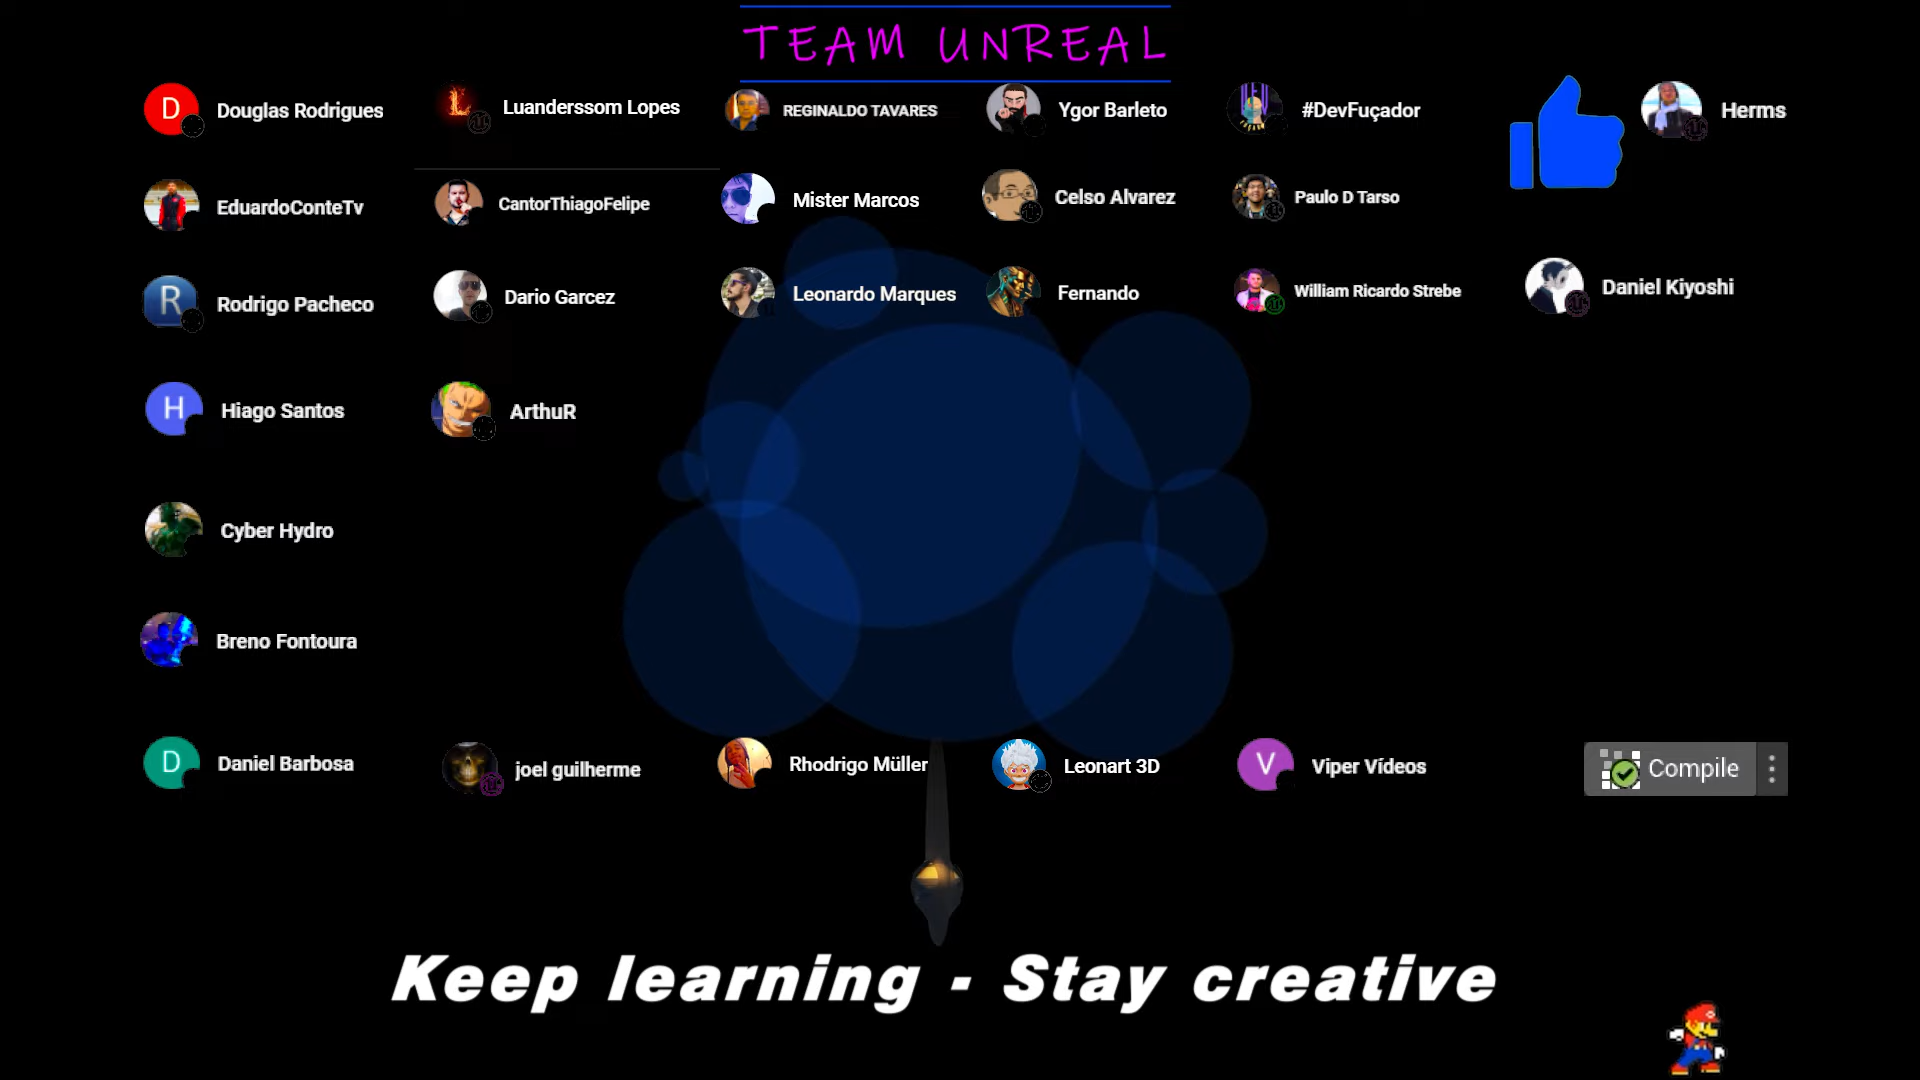 TEAM UNREAL
D Douglas Rodrigues
L Luanderssom Lopes
REGINALDO TAVARES
Ygor Barleto
#DevFuçador
Herms
EduardoConteTv
CantorThiagoFelipe
Mister Marcos
Celso Alvarez
Paulo D Tarso
R Rodrigo Pacheco
Dario Garcez
Leonardo Marques
Fernando
William Ricardo Strebe
Daniel Kiyoshi
H Hiago Santos
ArthuR
Cyber Hydro
Breno Fontoura
D Daniel Barbosa
joel guilherme
Rhodrigo Müller
Leonart 3D
V Viper Vídeos
Compile
Keep learning - Stay creative